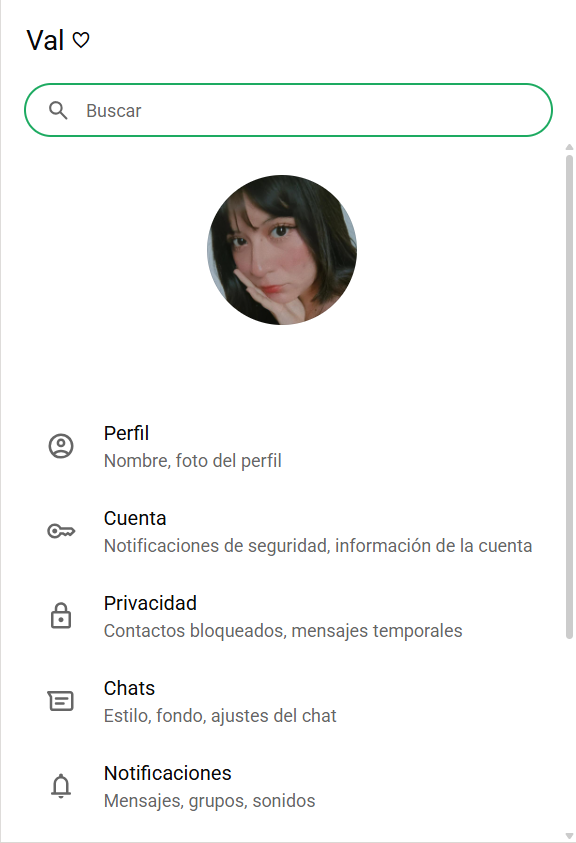 Val ♡
Buscar
Perfil
Nombre, foto del perfil
Cuenta
Notificaciones de seguridad, información de la cuenta
Privacidad
Contactos bloqueados, mensajes temporales
Chats
Estilo, fondo, ajustes del chat
Notificaciones
Mensajes, grupos, sonidos